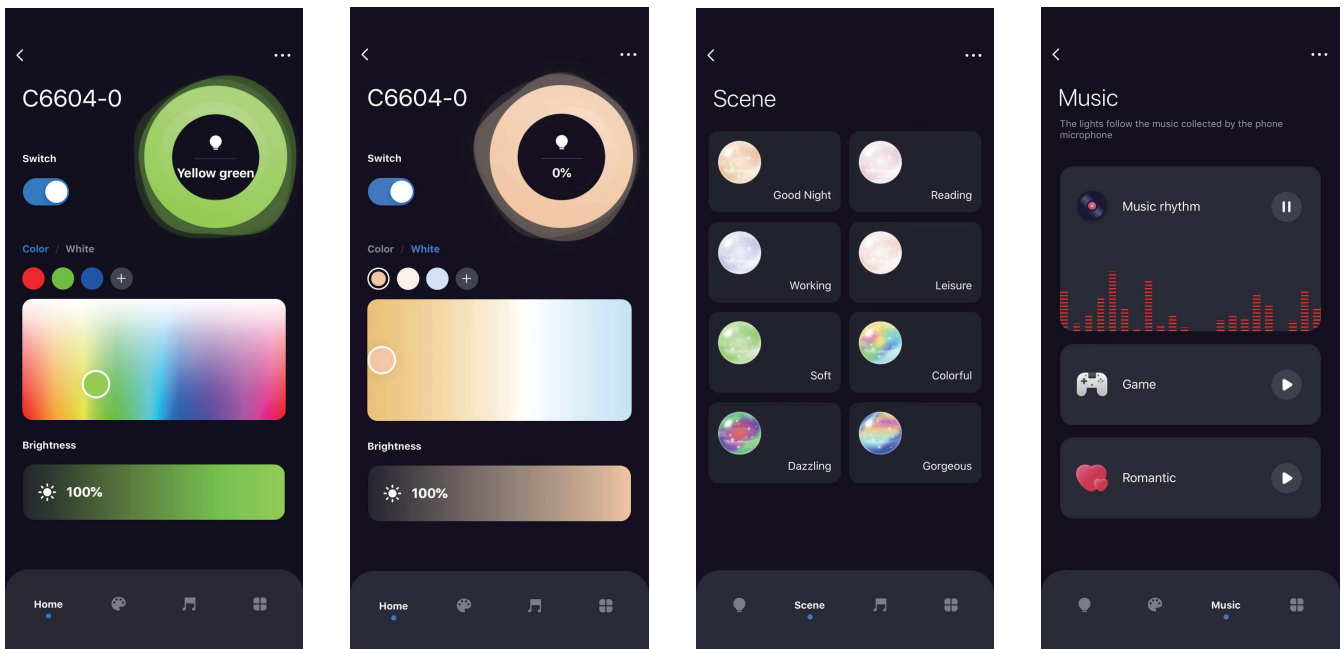 C6604-0
Switch
Yellow green
Color / White
Brightness
100%
Home
C6604-0
Switch
0%
Color / White
Brightness
100%
Home
Scene
Good Night
Reading
Working
Leisure
Soft
Colorful
Dazzling
Gorgeous
Scene
Music
The lights follow the music collected by the phone
microphone
Music rhythm
Game
Romantic
Music